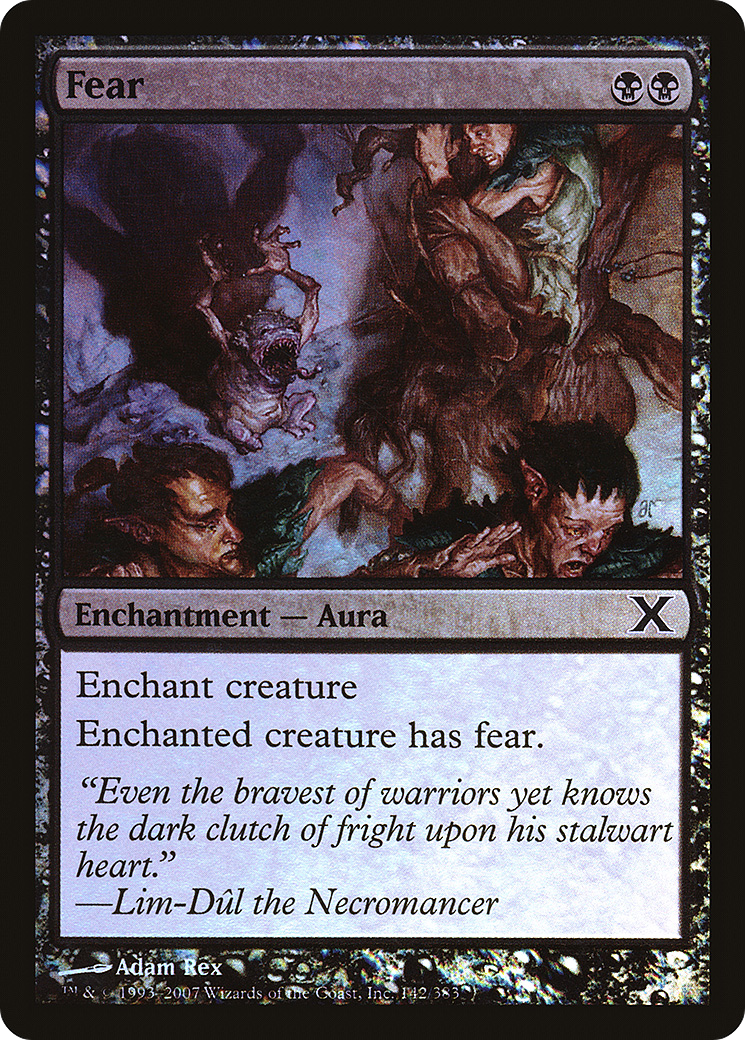 Fear
Enchantment — Aura
X
Enchant creature
Enchanted creature has fear.
“Even the bravest of warriors yet knows
the dark clutch of fright upon his stalwart
heart.”
—Lim-Dûl the Necromancer
Adam Rex
™ & © 1993–2007 Wizards of the Coast, Inc. 142/383